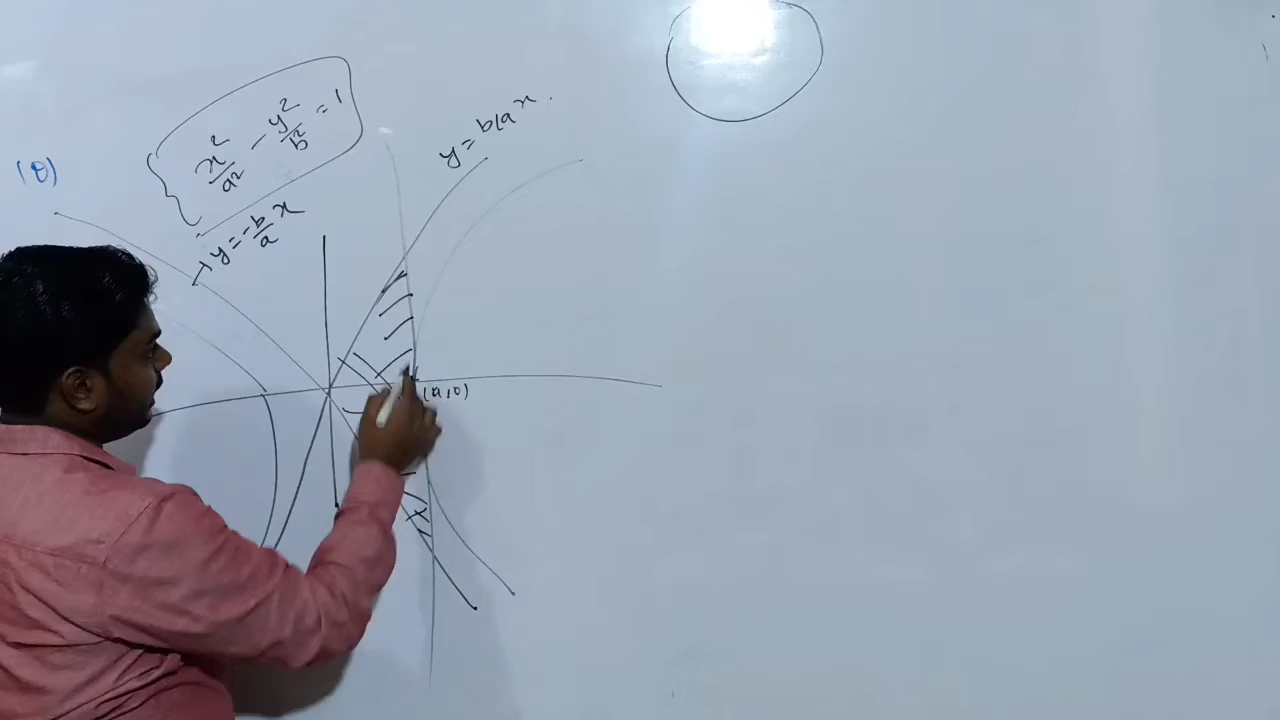 (8)
x²/a² - y²/b² = 1
y = b/a x.
y = -b/a x
(a,0)